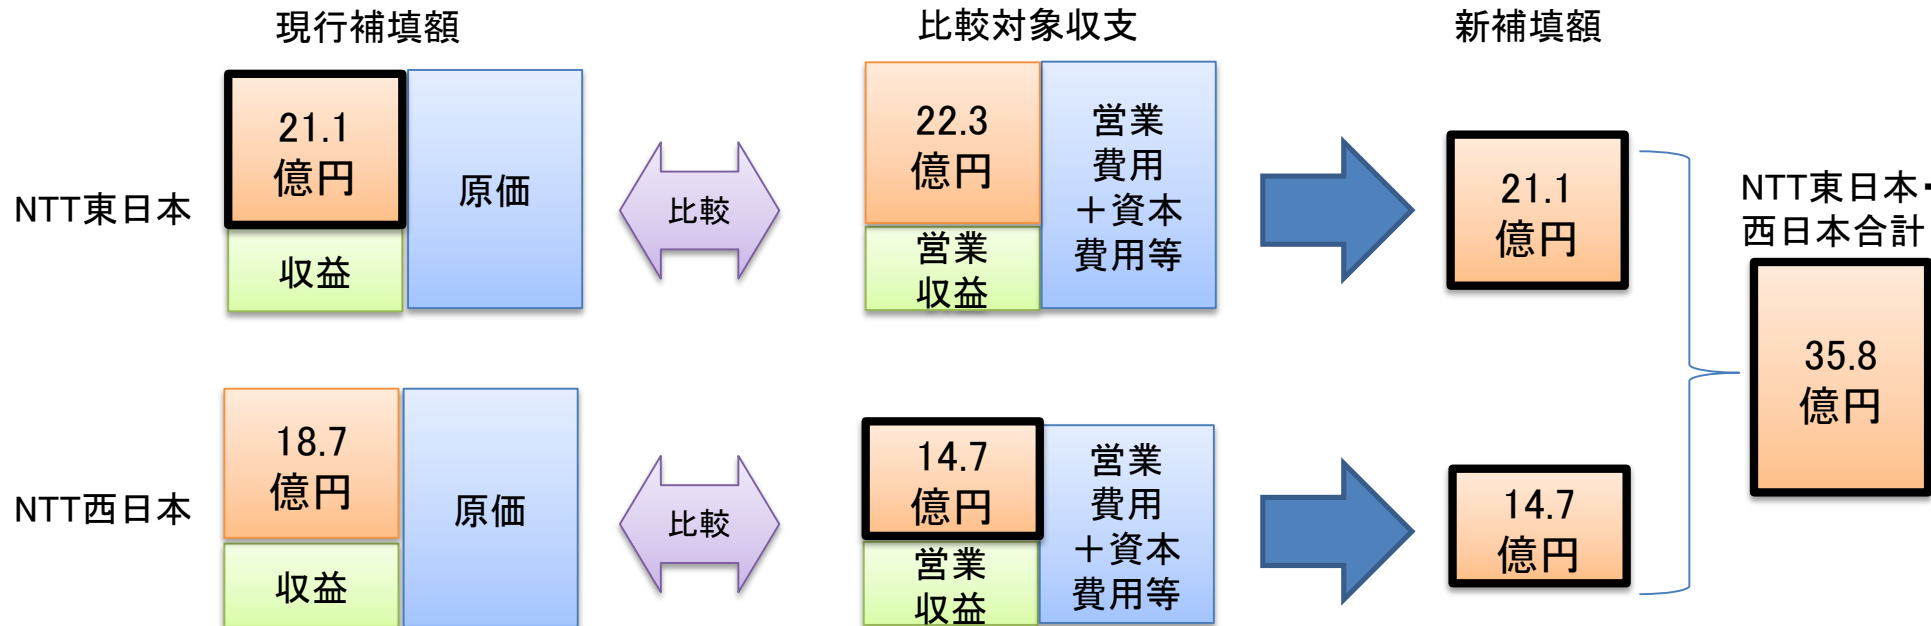 現行補填額
比較対象収支
新補填額
NTT東日本
21.1
億円
原価
収益
比較
22.3
億円
営業
費用
＋資本
費用等
営業
収益
21.1
億円
NTT東日本・
西日本合計
35.8
億円
NTT西日本
18.7
億円
原価
収益
比較
14.7
億円
営業
費用
＋資本
費用等
営業
収益
14.7
億円